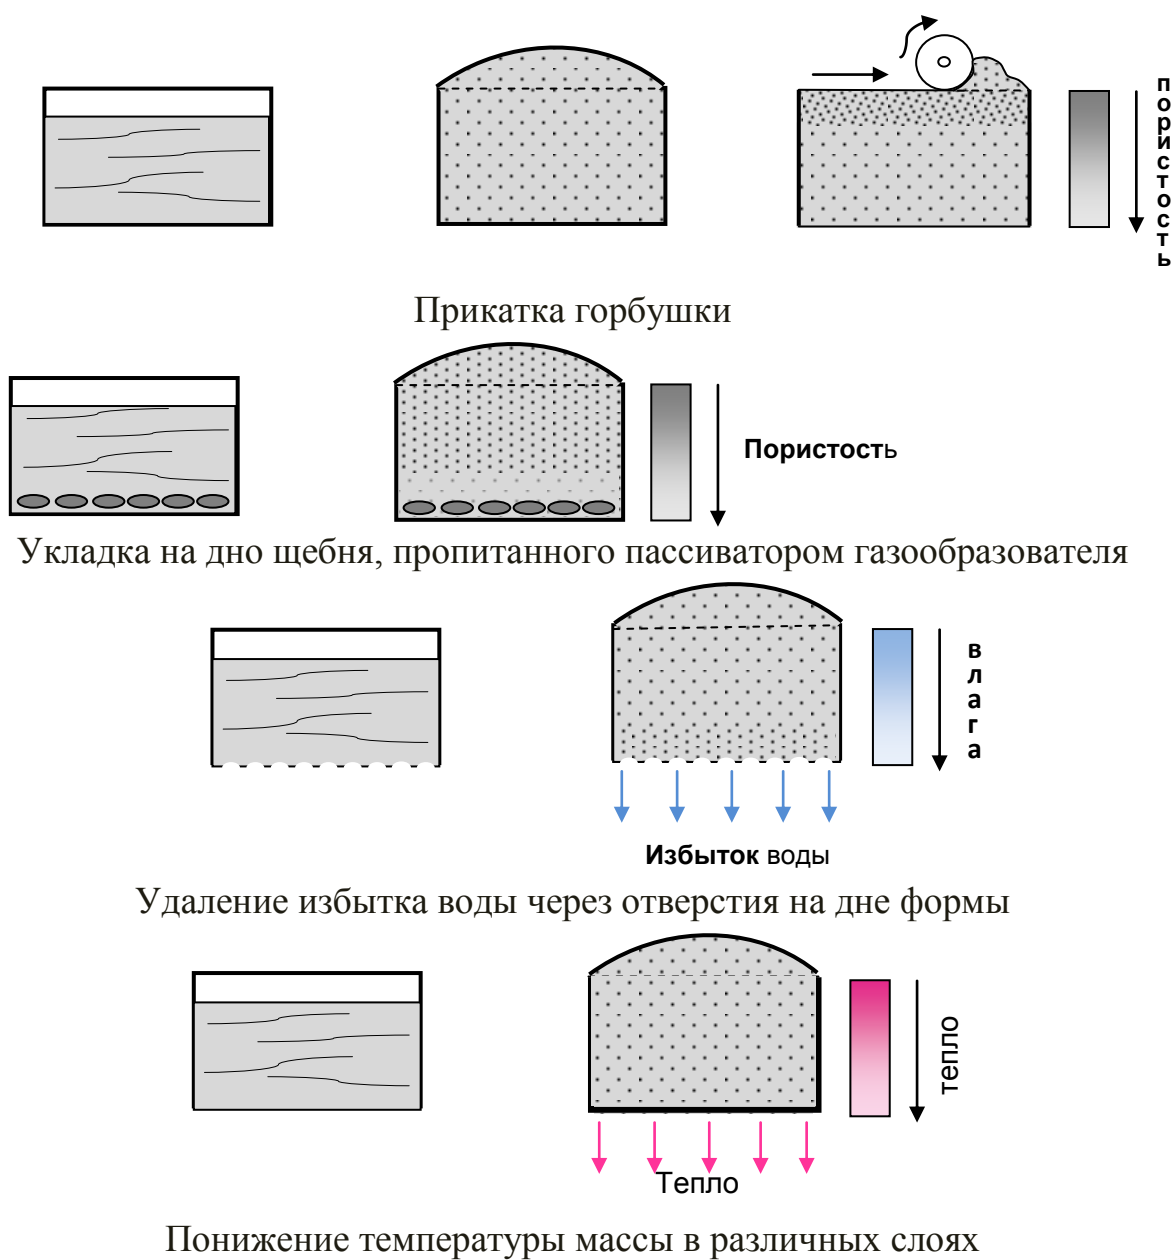 пористость
Прикатка горбушки
Пористость
Укладка на дно щебня, пропитанного пассиватором газообразователя
влага
Избыток воды
Удаление избытка воды через отверстия на дне формы
тепло
Тепло
Понижение температуры массы в различных слоях